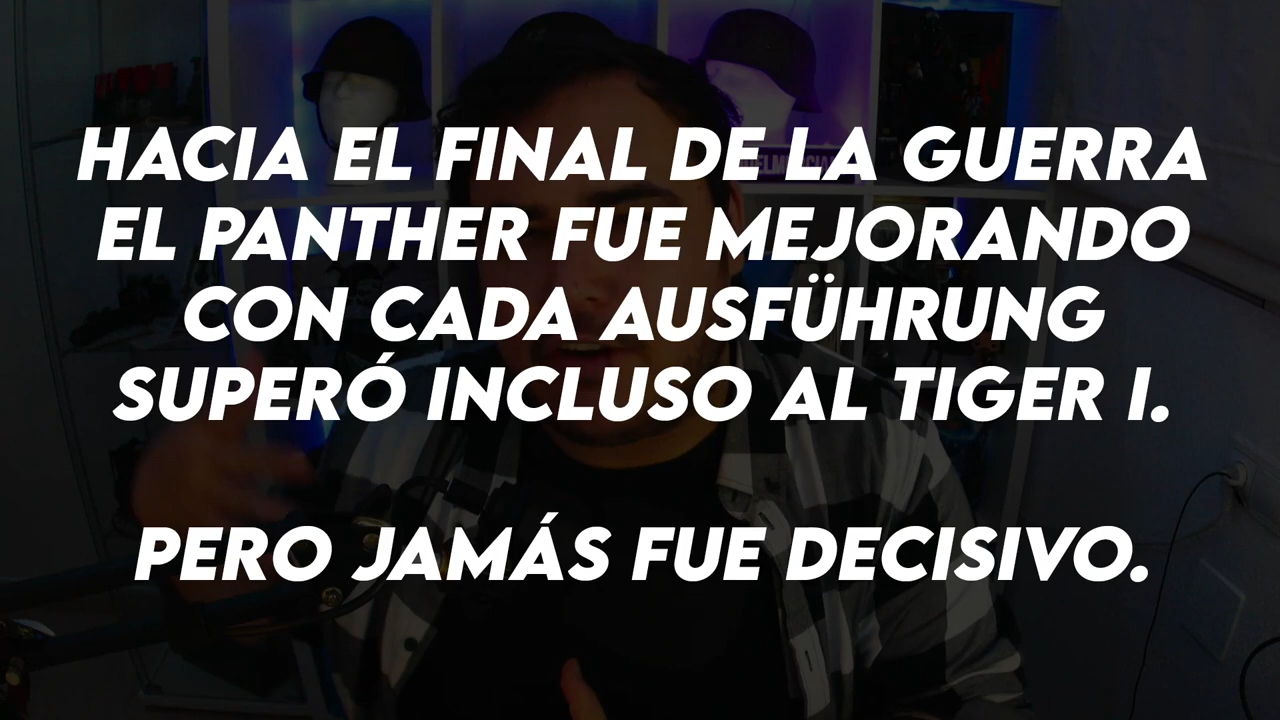 HACIA EL FINAL DE LA GUERRA
EL PANTHER FUE MEJORANDO
CON CADA AUSFÜHRUNG
SUPERÓ INCLUSO AL TIGER I.
PERO JAMÁS FUE DECISIVO.